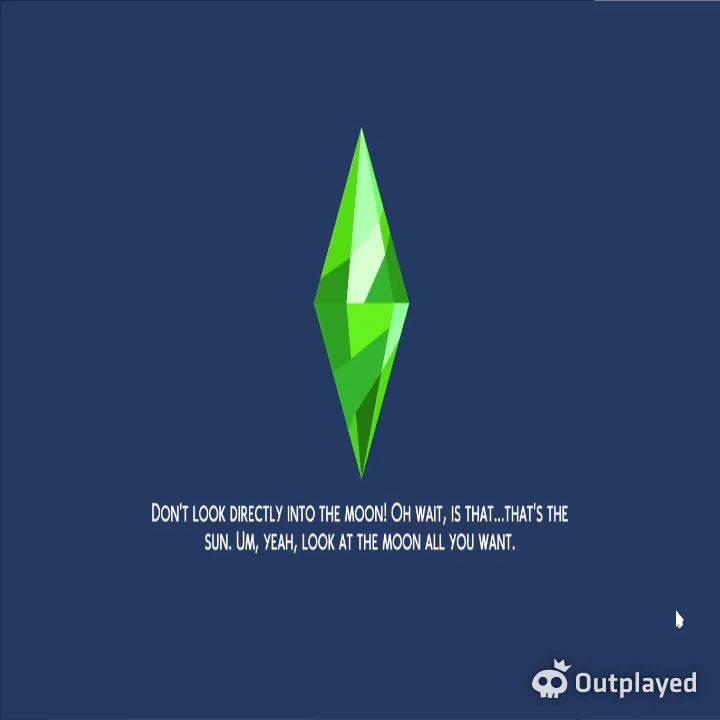 Don't look directly into the moon! Oh wait, is that...that's the
sun. Um, yeah, look at the moon all you want.
Outplayed